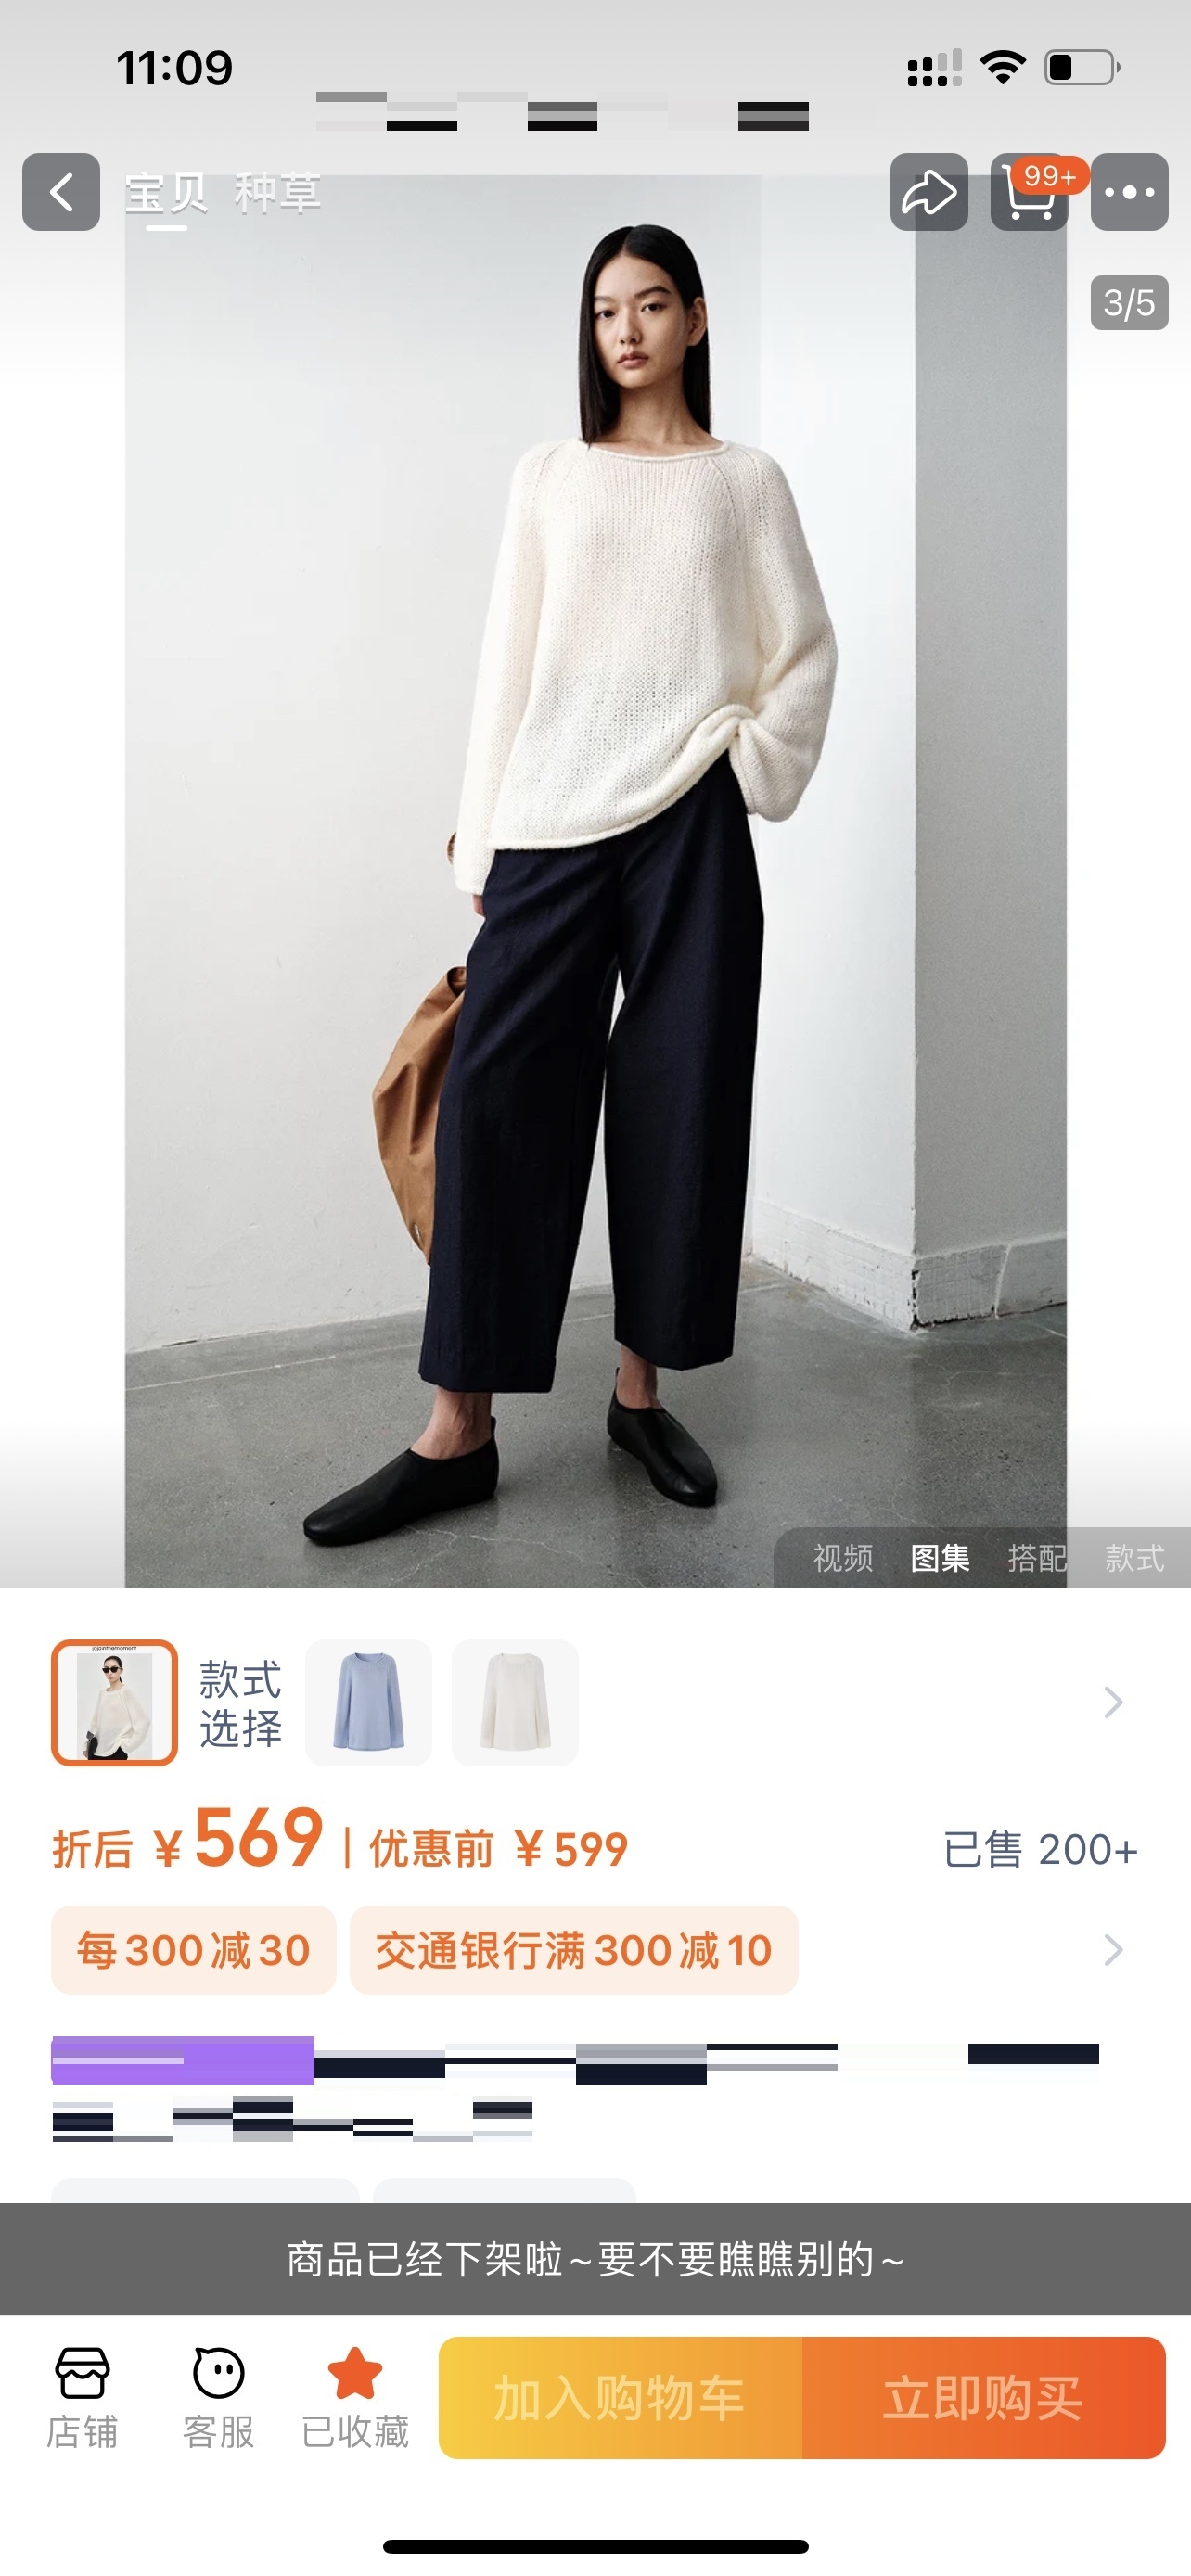 11:09
宝贝 种草
99+
3/5
视频 图集 搭配 款式
款式
选择
折后 ¥569 | 优惠前 ¥599
已售 200+
每300减30
交通银行满300减10
商品已经下架啦~要不要瞧瞧别的~
店铺
客服
已收藏
加入购物车
立即购买